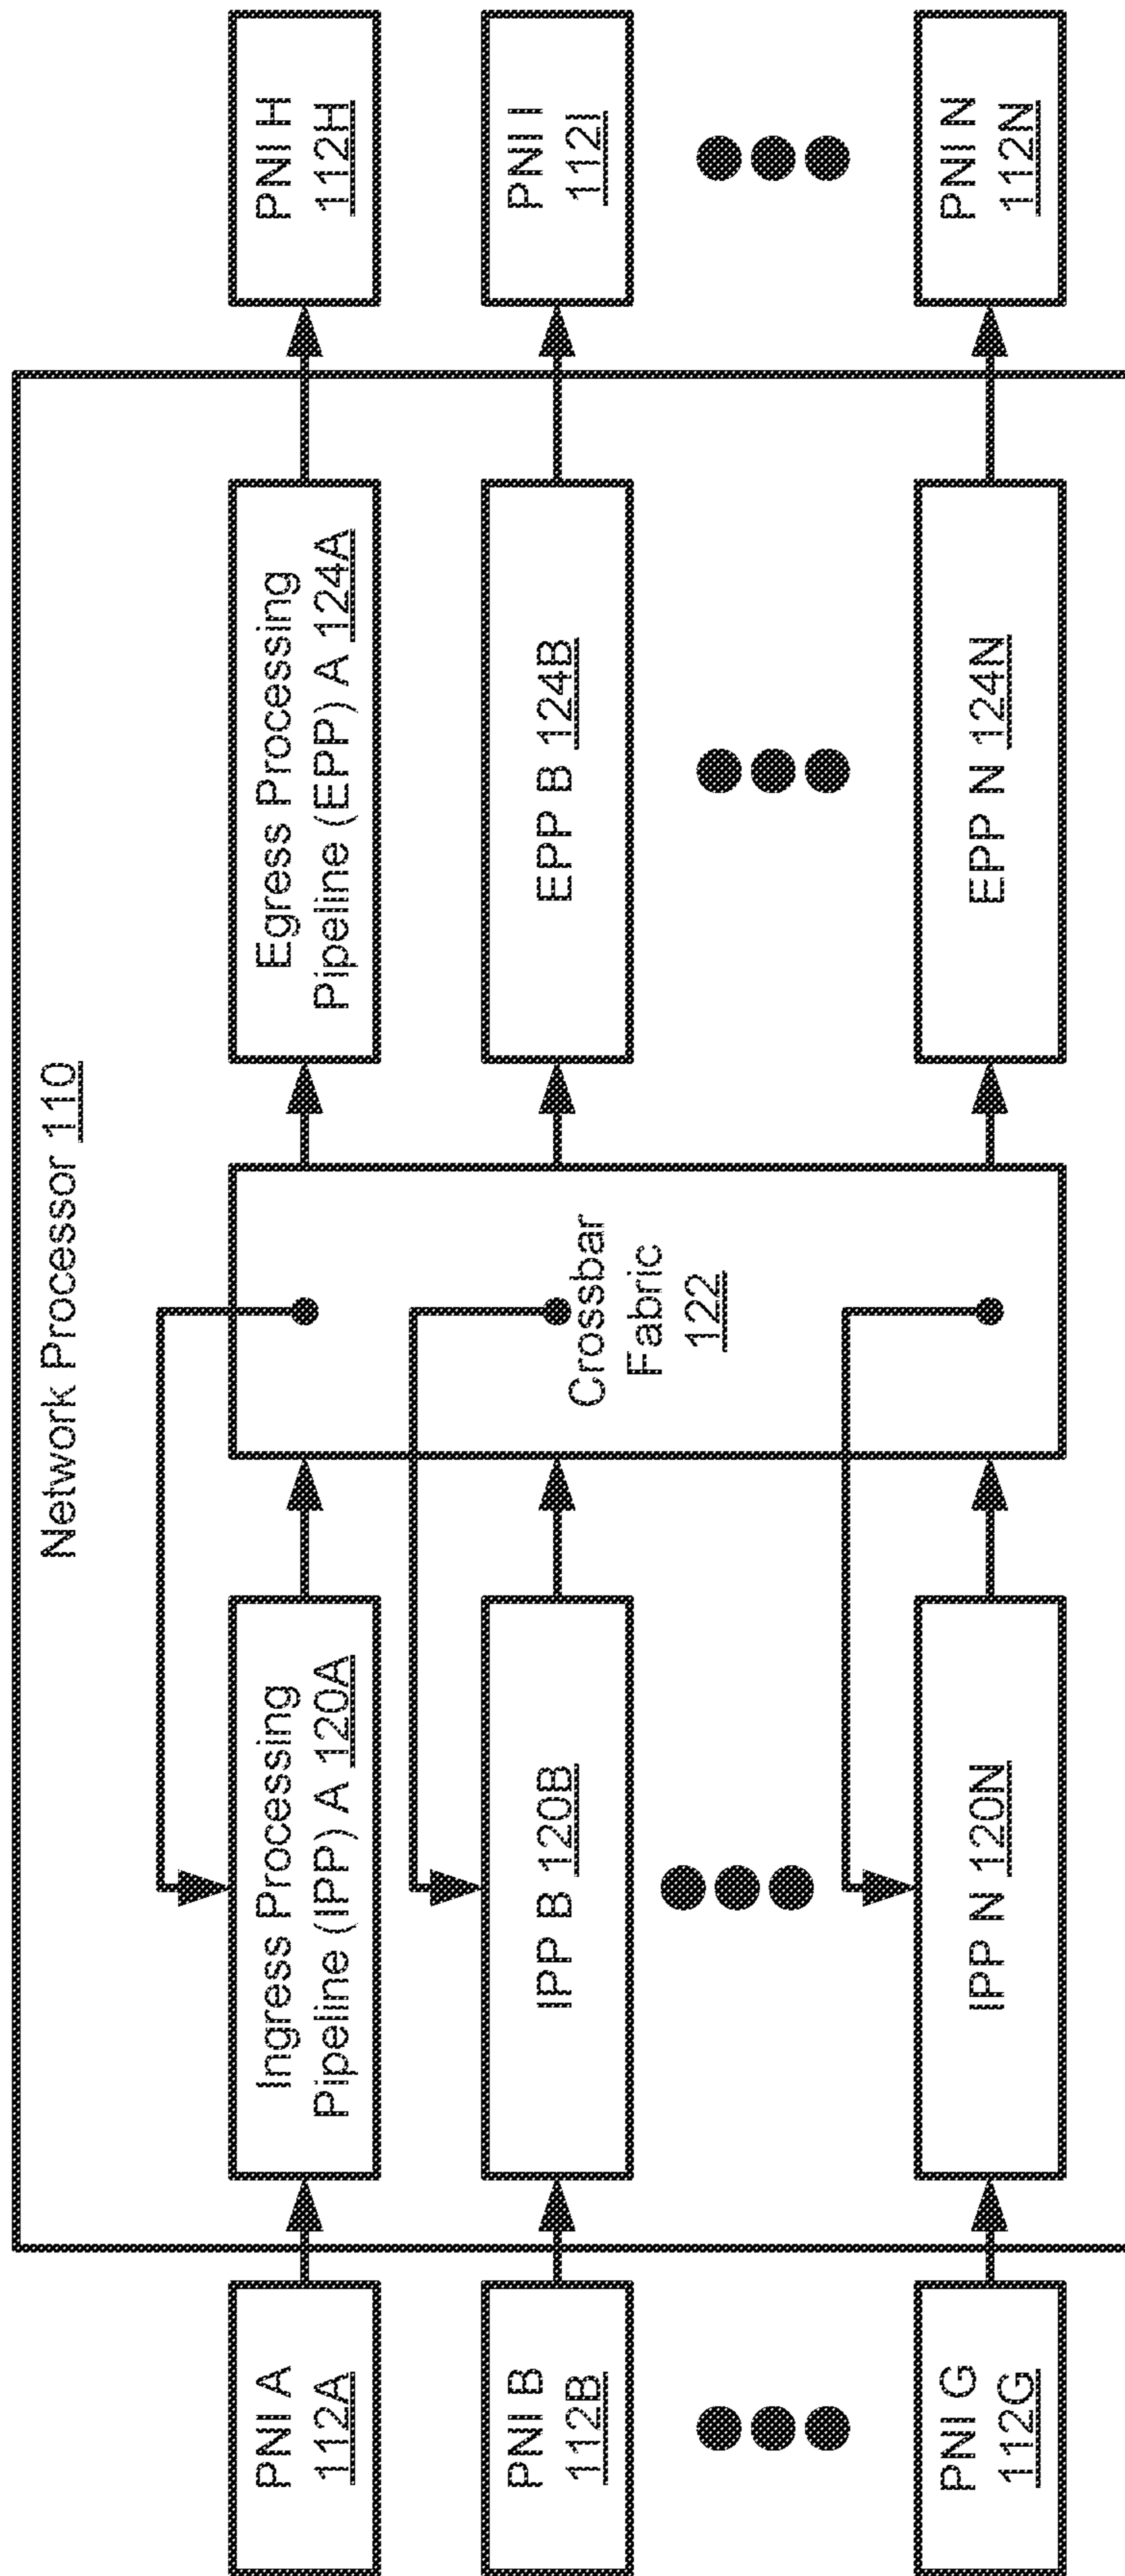 Network Processor 110
PNI A
112A
Ingress Processing
Pipeline (IPP) A 120A
Crossbar
Fabric
122
Egress Processing
Pipeline (EPP) A 124A
PNI H
112H
PNI B
112B
IPP B 120B
EPP B 124B
PNI I
112I
PNI G
112G
IPP N 120N
EPP N 124N
PNI N
112N